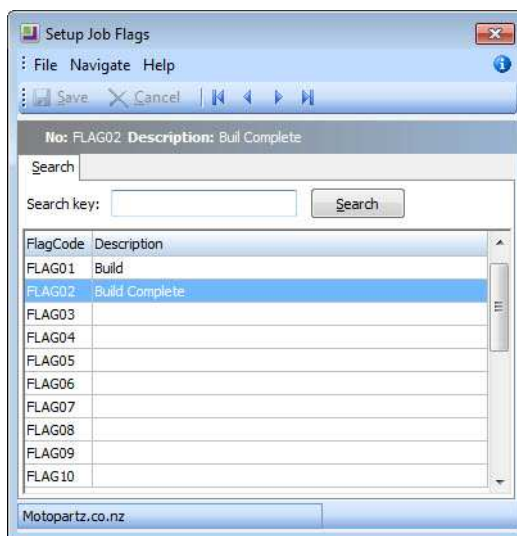 Setup Job Flags
File Navigate Help
Save Cancel
No: FLAG02 Description: Buil Complete
Search
Search key: Search
FlagCode Description
FLAG01 Build
FLAG02 Build Complete
FLAG03
FLAG04
FLAG05
FLAG06
FLAG07
FLAG08
FLAG09
FLAG10
Motopartz.co.nz